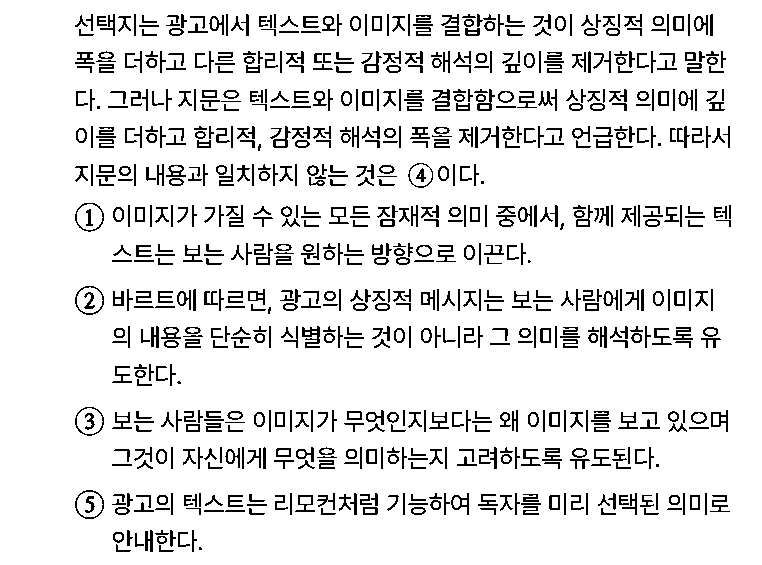 선택지는 광고에서 텍스트와 이미지를 결합하는 것이 상징적 의미에
폭을 더하고 다른 합리적 또는 감정적 해석의 깊이를 제거한다고 말한
다. 그러나 지문은 텍스트와 이미지를 결합함으로써 상징적 의미에 깊
이를 더하고 합리적, 감정적 해석의 폭을 제거한다고 언급한다. 따라서
지문의 내용과 일치하지 않는 것은 ④이다.
① 이미지가 가질 수 있는 모든 잠재적 의미 중에서, 함께 제공되는 텍
스트는 보는 사람을 원하는 방향으로 이끈다.
② 바르트에 따르면, 광고의 상징적 메시지는 보는 사람에게 이미지
의 내용을 단순히 식별하는 것이 아니라 그 의미를 해석하도록 유
도한다.
③ 보는 사람들은 이미지가 무엇인지보다는 왜 이미지를 보고 있으며
그것이 자신에게 무엇을 의미하는지 고려하도록 유도된다.
⑤ 광고의 텍스트는 리모컨처럼 기능하여 독자를 미리 선택된 의미로
안내한다.